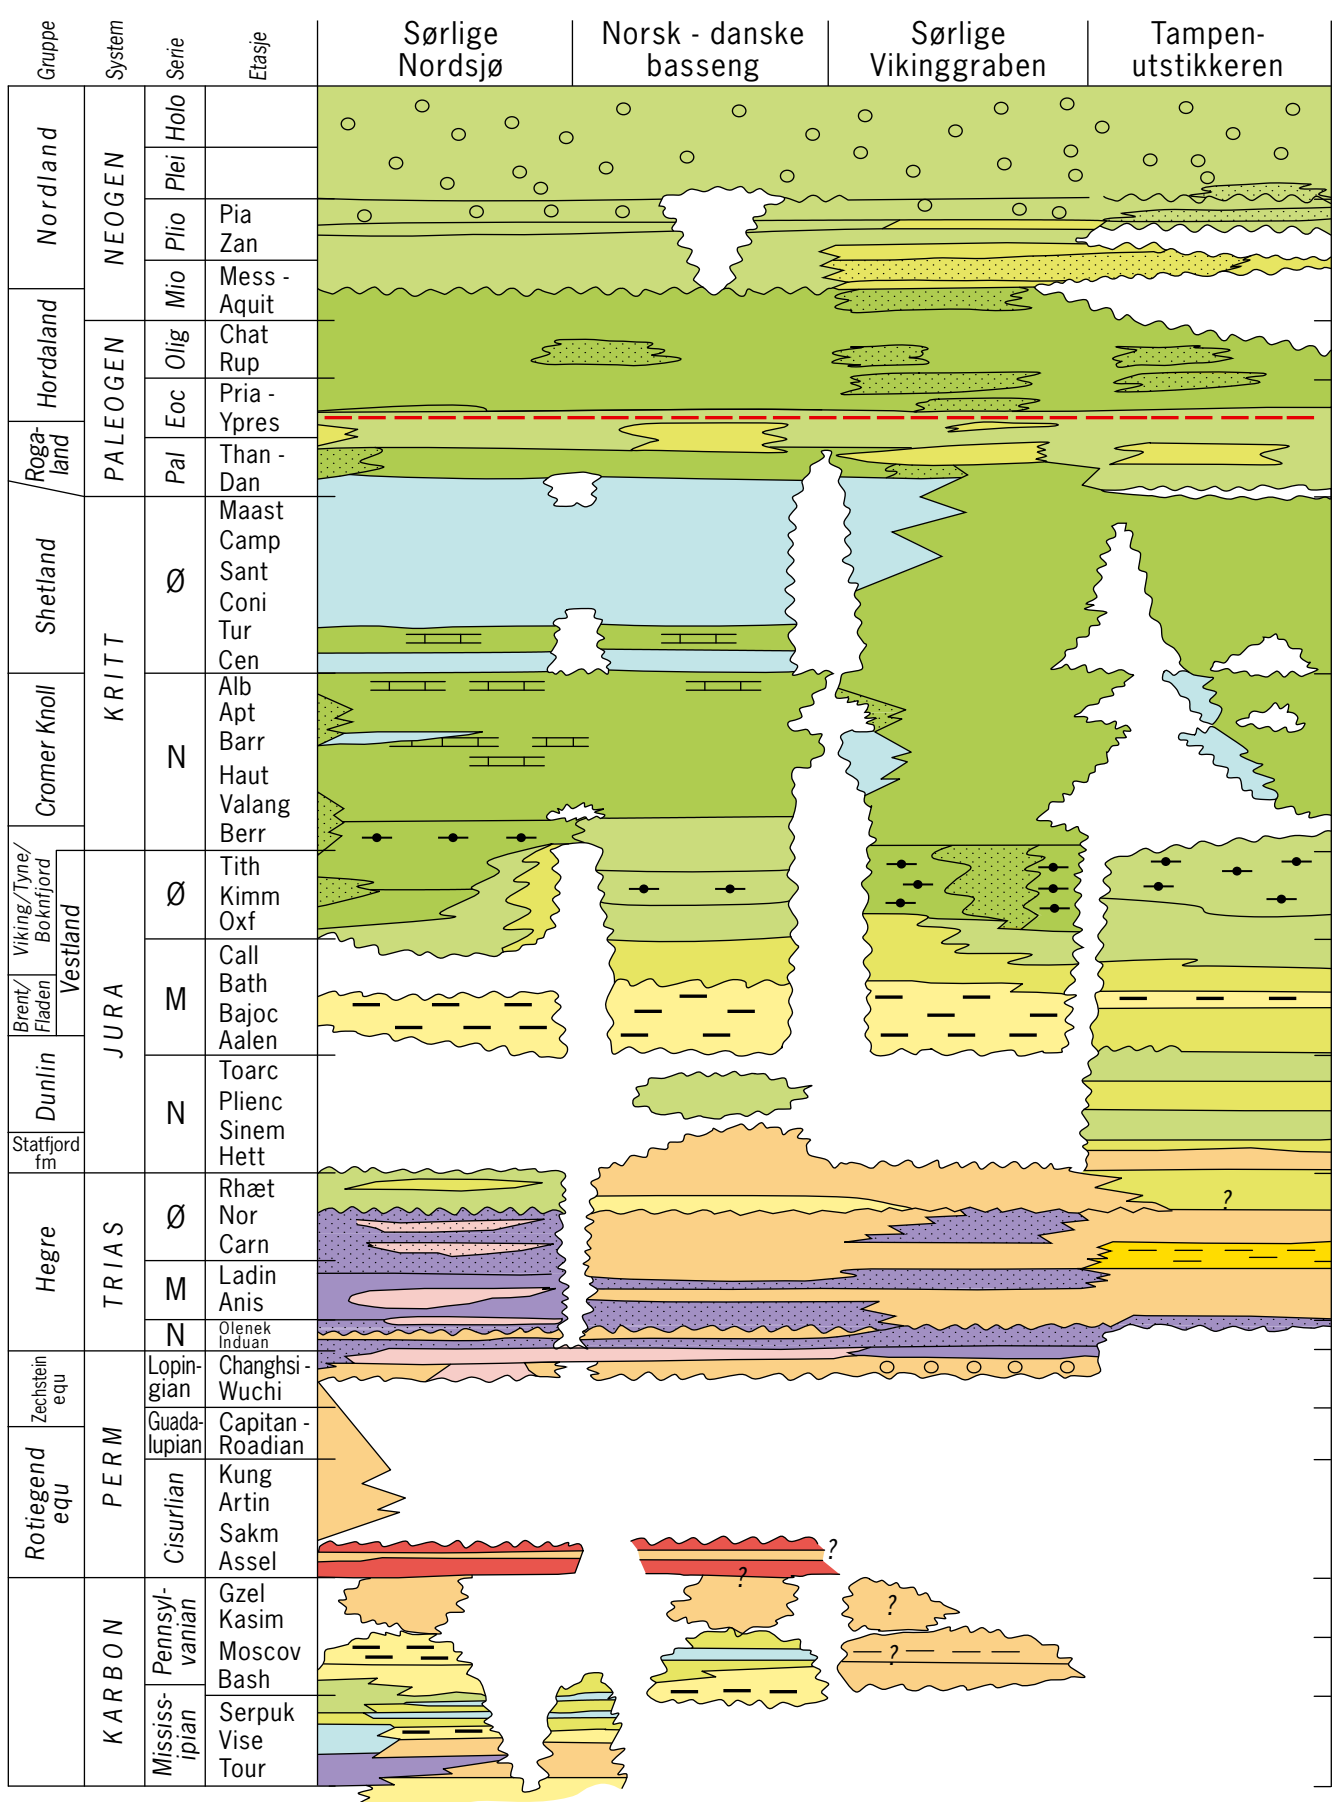 Gruppe
System
Serie
Etasje
Sørlige
Nordsjø
Norsk - danske
basseng
Sørlige
Vikinggraben
Tampen-
utstikkeren
Nordland
Hordaland
Roga-
land
Shetland
Cromer Knoll
Viking/Tyne/
Boknfjord
Vestland
Brent/
Fladen
Dunlin
Statfjord
fm
Hegre
Zechstein
equ
Rotiegend
equ
NEOGEN
PALEOGEN
KRITT
JURA
TRIAS
PERM
KARBON
Holo
Plei
Plio
Mio
Olig
Eoc
Pal
Ø
N
Ø
M
N
Ø
M
N
Lopin-
gian
Guada-
lupian
Cisurlian
Pennsyl-
vanian
Mississ-
ipian
Pia
Zan
Mess -
Aquit
Chat
Rup
Pria -
Ypres
Than -
Dan
Maast
Camp
Sant
Coni
Tur
Cen
Alb
Apt
Barr
Haut
Valang
Berr
Tith
Kimm
Oxf
Call
Bath
Bajoc
Aalen
Toarc
Plienc
Sinem
Hett
Rhæt
Nor
Carn
Ladin
Anis
Olenek
Induan
Changhsi -
Wuchi
Capitan -
Roadian
Kung
Artin
Sakm
Assel
Gzel
Kasim
Moscov
Bash
Serpuk
Vise
Tour
?
?
?
?
?